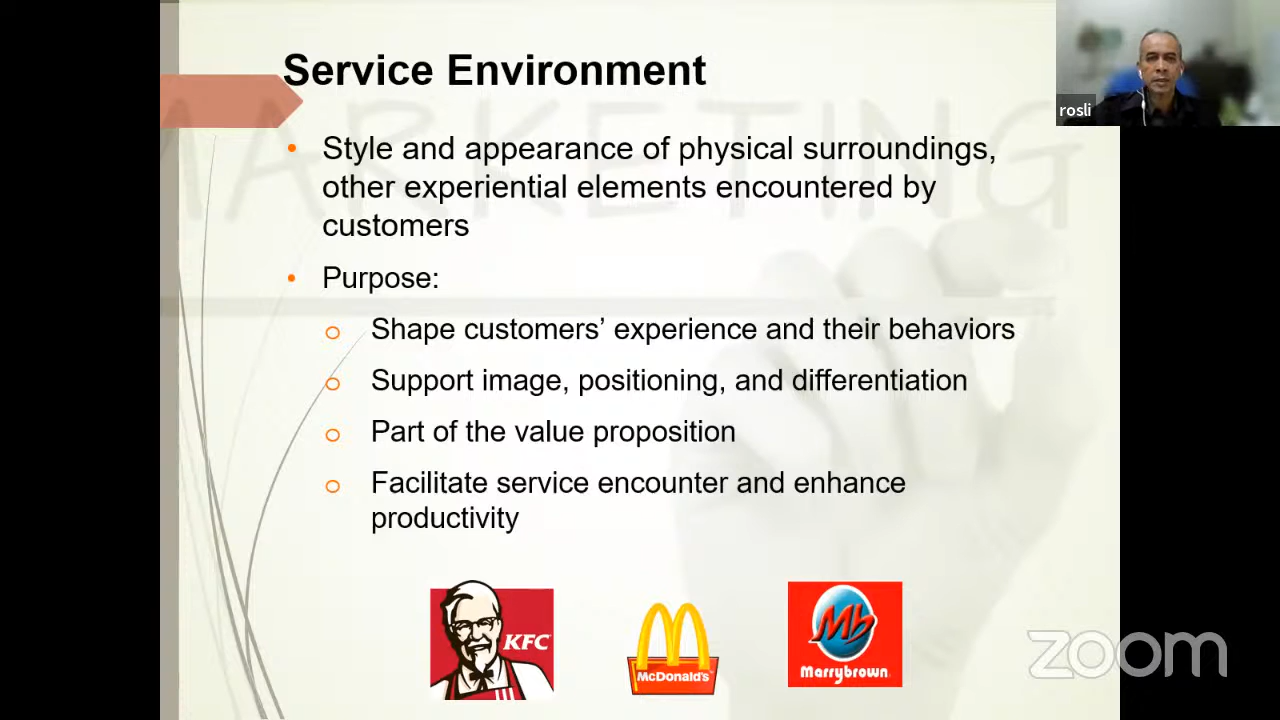 Service Environment
rosli
MARKETING
• Style and appearance of physical surroundings,
other experiential elements encountered by
customers
• Purpose:
o Shape customers’ experience and their behaviors
o Support image, positioning, and differentiation
o Part of the value proposition
o Facilitate service encounter and enhance
productivity
KFC
McDonald's
Mb
Marrybrown
zoom